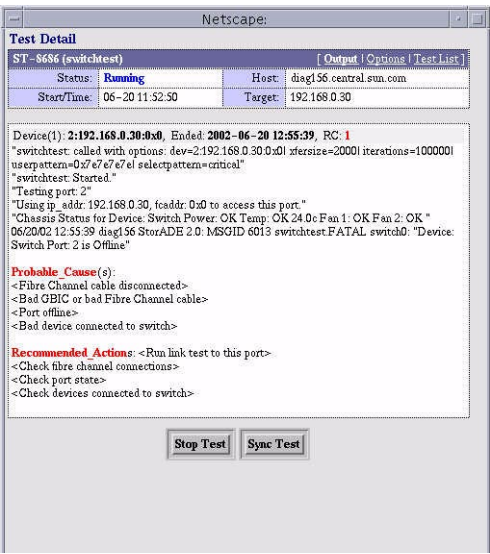 Netscape:
Test Detail
ST-8686 (switchtest) [ Output | Options | Test List ]
Status: Running Host: diag156.central.sun.com
Start/Time: 06-20 11:52:50 Target: 192.168.0.30
Device(1): 2:192.168.0.30:0x0, Ended: 2002-06-20 12:55:39, RC: 1
"switchtest: called with options: dev=2:192.168.0.30:0x0| xfersize=2000| iterations=100000|
userpattern=0x7e7e7e7e| selectpattern=critical"
"switchtest: Started."
"Testing port: 2"
"Using ip_addr: 192.168.0.30, fcaddr: 0x0 to access this port."
"Chassis Status for Device: Switch Power: OK Temp: OK 24.0c Fan 1: OK Fan 2: OK "
06/20/02 12:55:39 diag156 StorADE 2.0: MSGID 6013 switchtest.FATAL switch0: "Device:
Switch Port: 2 is Offline"
Probable_Cause(s):
<Fibre Channel cable disconnected>
<Bad GBIC or bad Fibre Channel cable>
<Port offline>
<Bad device connected to switch>
Recommended_Actions: <Run link test to this port>
<Check fibre channel connections>
<Check port state>
<Check devices connected to switch>
Stop Test Sync Test